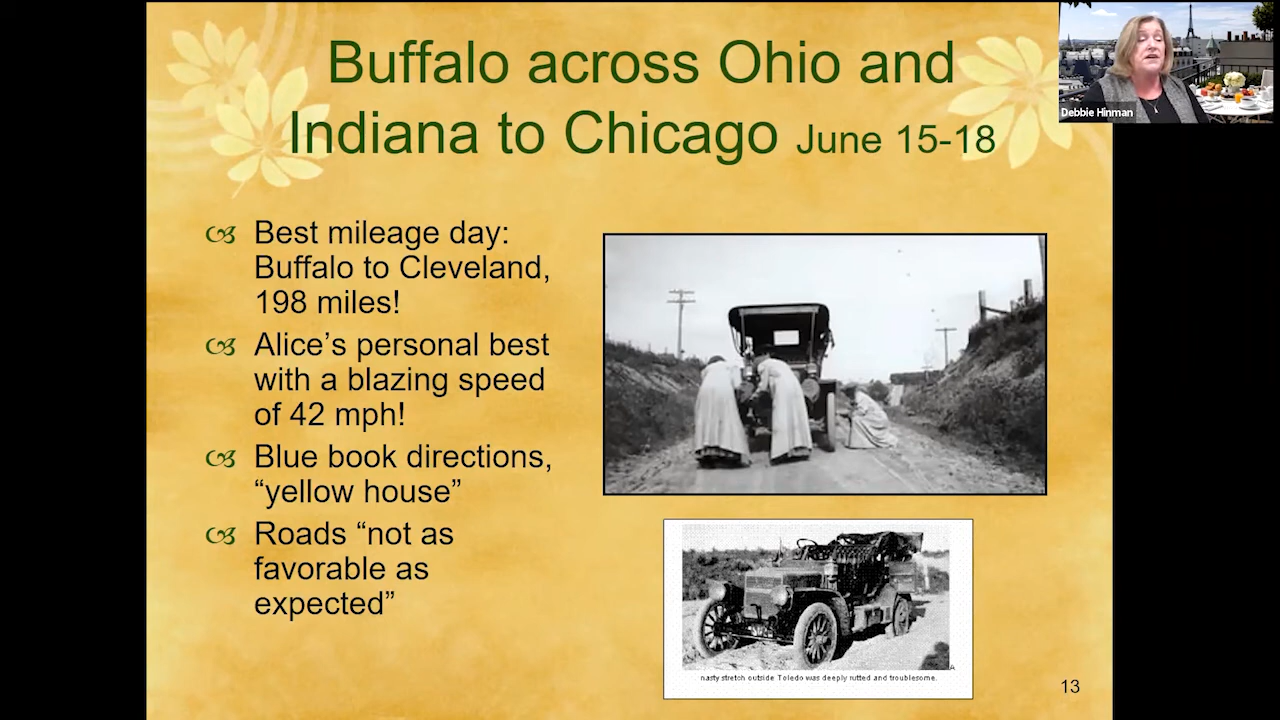 Buffalo across Ohio and
Indiana to Chicago June 15-18
Debbie Hinman
Best mileage day:
Buffalo to Cleveland,
198 miles!
Alice’s personal best
with a blazing speed
of 42 mph!
Blue book directions,
“yellow house”
Roads “not as
favorable as
expected”
A
nasty stretch outside Toledo was deeply rutted and troublesome.
13